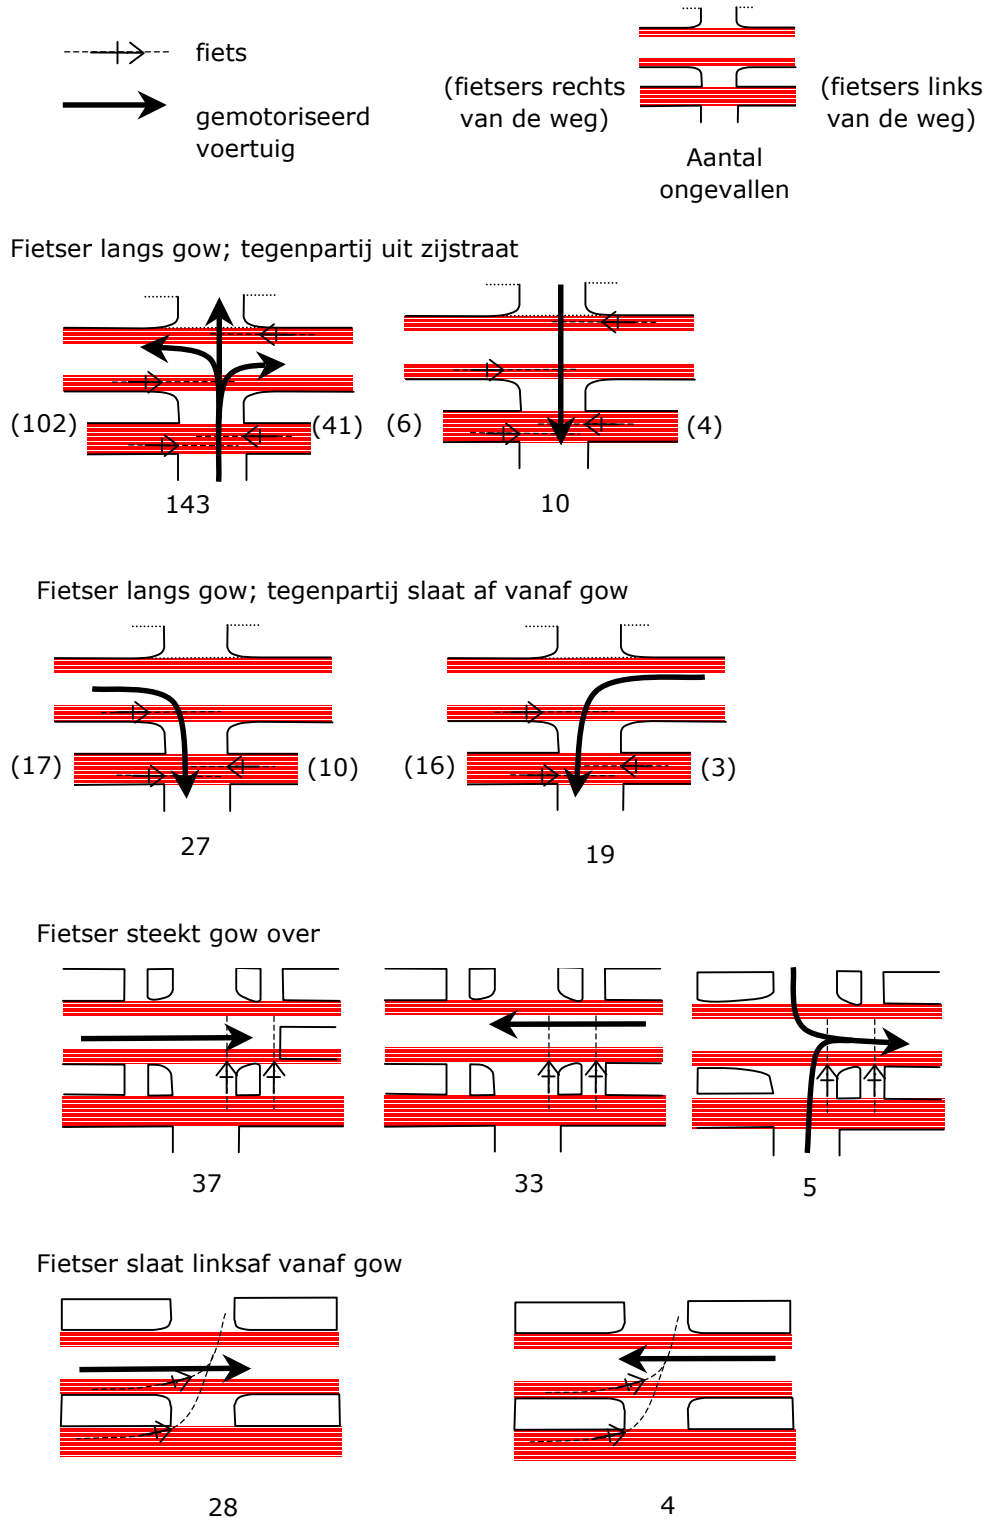 fiets
gemotoriseerd
voertuig
(fietsers rechts
van de weg)
(fietsers links
van de weg)
Aantal
ongevallen
Fietser langs gow; tegenpartij uit zijstraat
(102)
(41)
143
(6)
(4)
10
Fietser langs gow; tegenpartij slaat af vanaf gow
(17)
(10)
27
(16)
(3)
19
Fietser steekt gow over
37
33
5
Fietser slaat linksaf vanaf gow
28
4